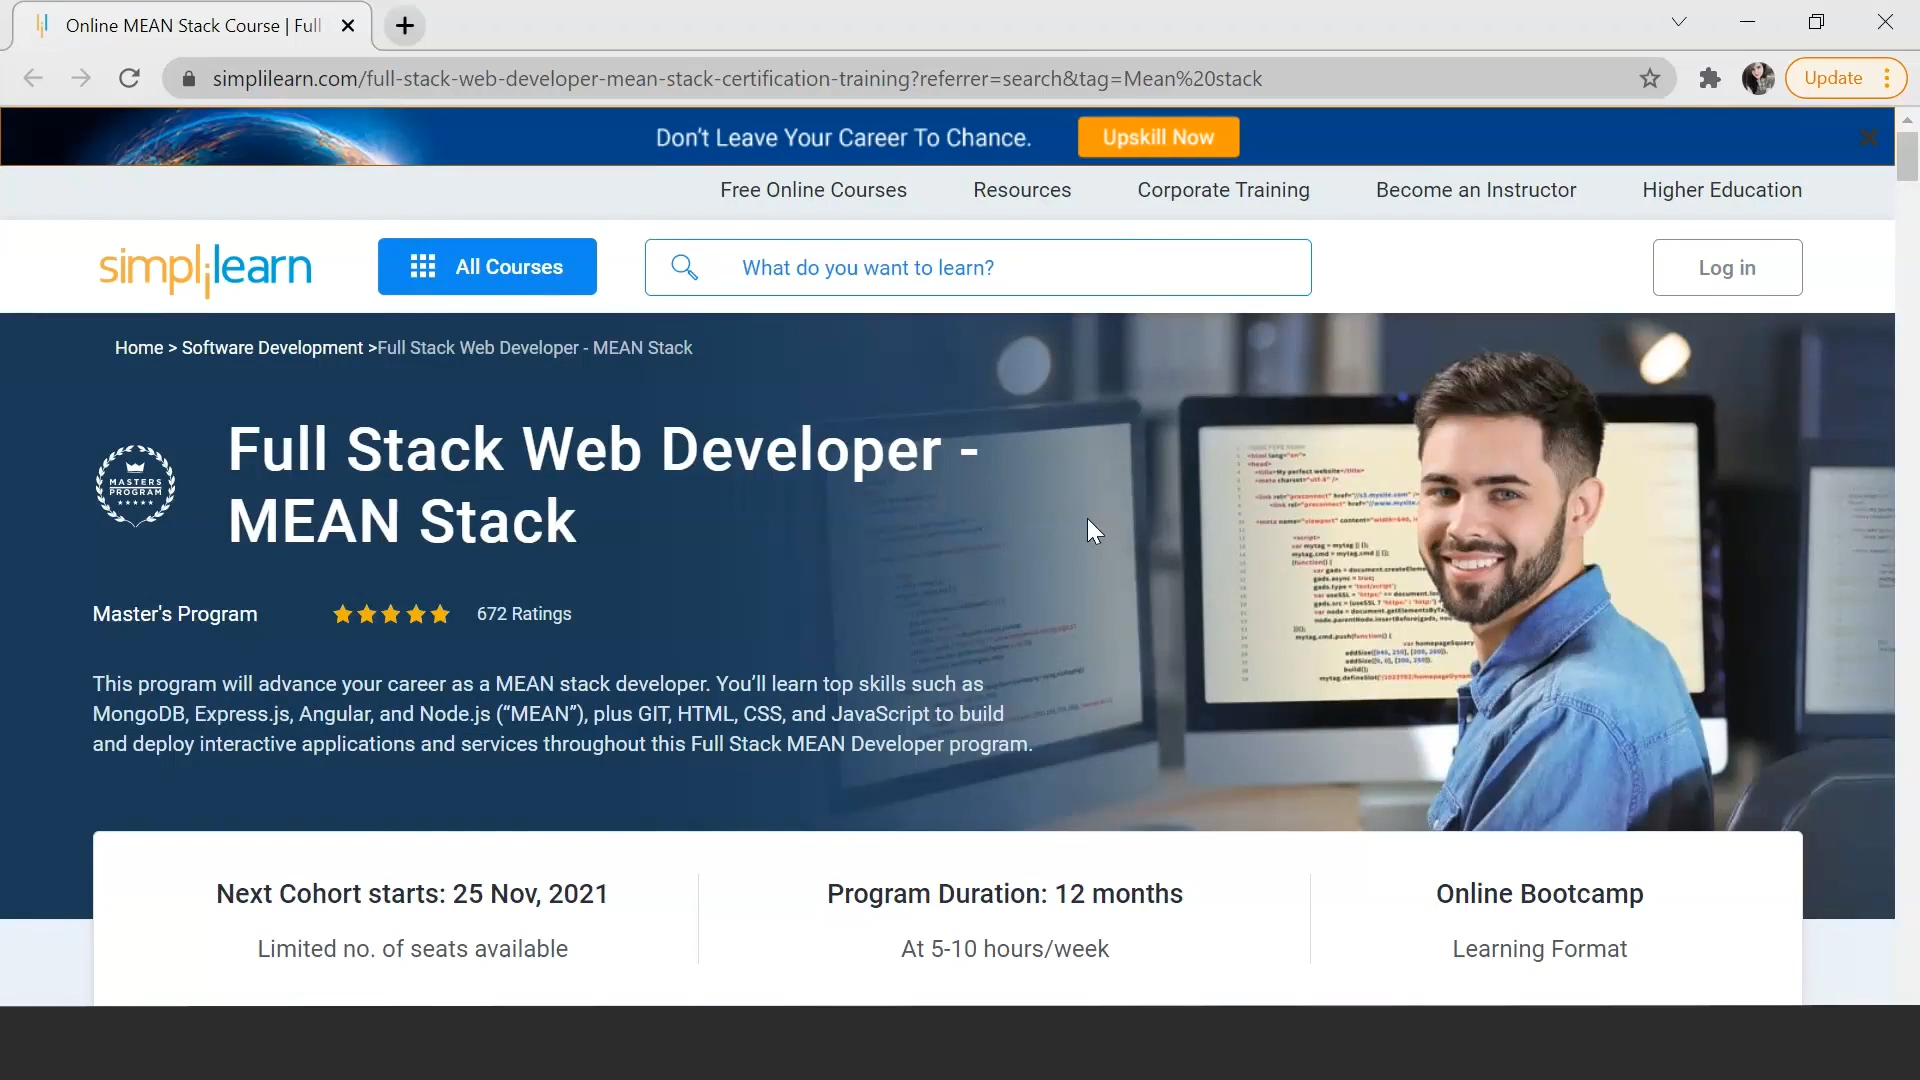 Online MEAN Stack Course | Full
simplilearn.com/full-stack-web-developer-mean-stack-certification-training?referrer=search&tag=Mean%20stack
Update
Don't Leave Your Career To Chance.
Upskill Now
Free Online Courses
Resources
Corporate Training
Become an Instructor
Higher Education
simplilearn
All Courses
What do you want to learn?
Log in
Home > Software Development >Full Stack Web Developer - MEAN Stack
MASTERS
PROGRAM
Full Stack Web Developer -
MEAN Stack
Master's Program
672 Ratings
This program will advance your career as a MEAN stack developer. You'll learn top skills such as
MongoDB, Express.js, Angular, and Node.js (“MEAN”), plus GIT, HTML, CSS, and JavaScript to build
and deploy interactive applications and services throughout this Full Stack MEAN Developer program.
Next Cohort starts: 25 Nov, 2021
Limited no. of seats available
Program Duration: 12 months
At 5-10 hours/week
Online Bootcamp
Learning Format